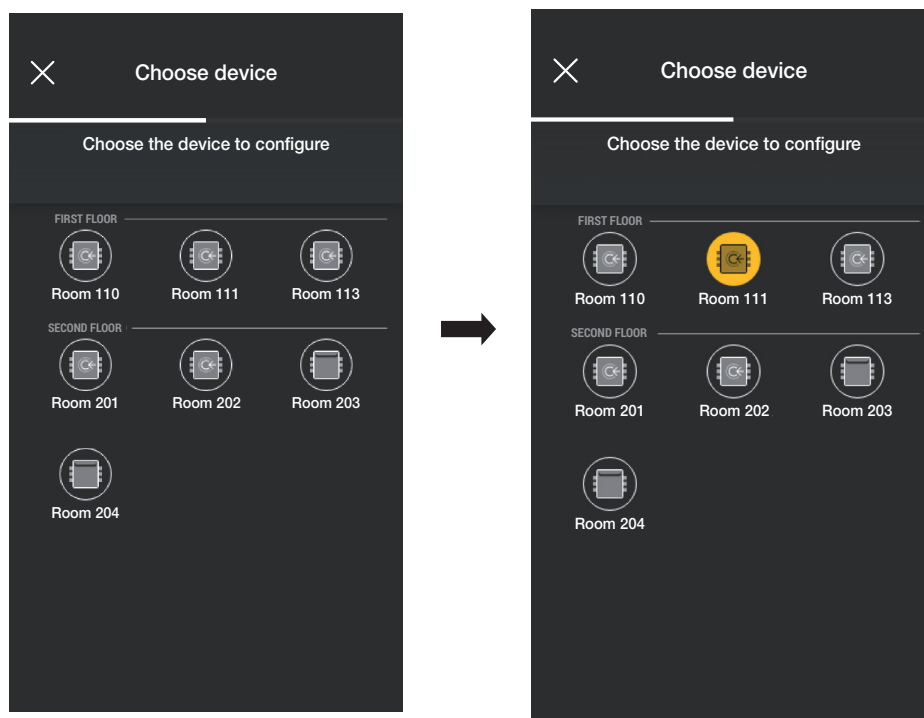 Choose device
Choose the device to configure
FIRST FLOOR
Room 110 Room 111 Room 113
SECOND FLOOR
Room 201 Room 202 Room 203
Room 204
Choose device
Choose the device to configure
FIRST FLOOR
Room 110 Room 111 Room 113
SECOND FLOOR
Room 201 Room 202 Room 203
Room 204